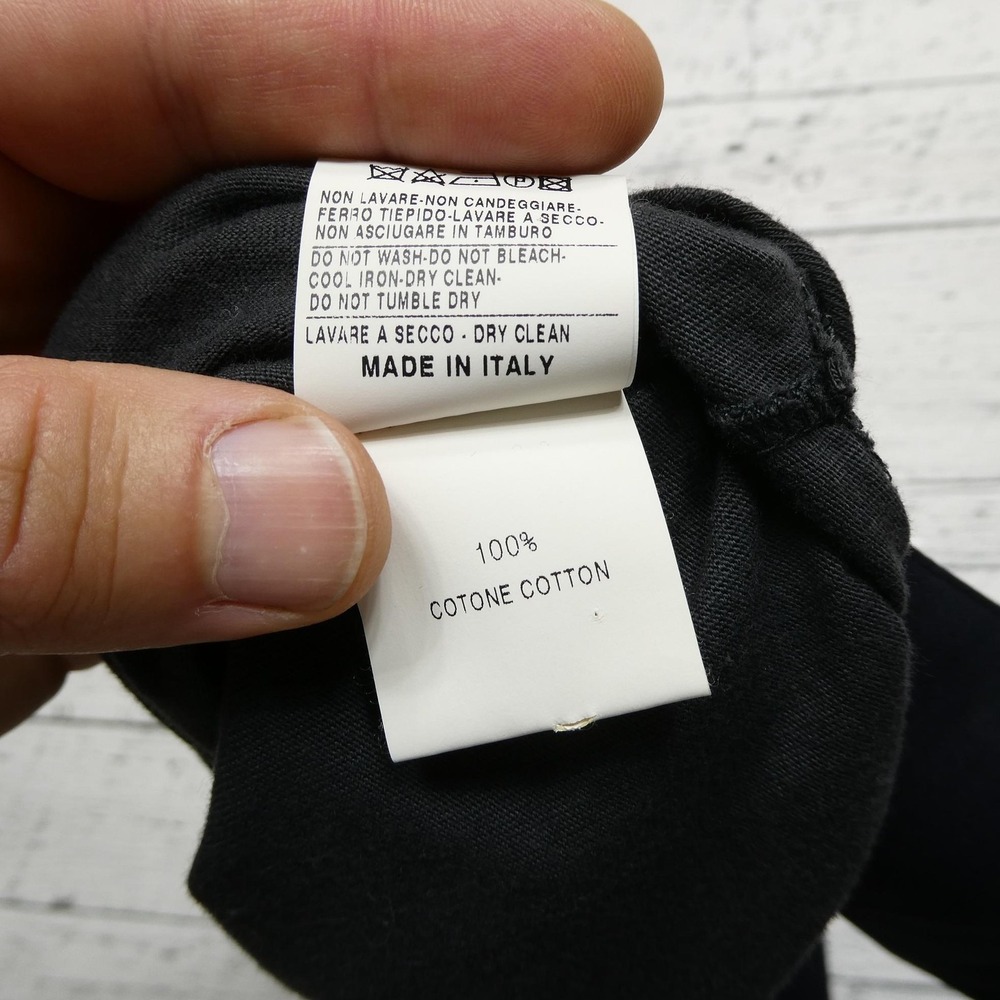 NON LAVARE-NON CANDEGGIARE-
FERRO TIEPIDO-LAVARE A SECCO-
NON ASCIUGARE IN TAMBURO
DO NOT WASH-DO NOT BLEACH-
COOL IRON-DRY CLEAN-
DO NOT TUMBLE DRY
LAVARE A SECCO - DRY CLEAN
MADE IN ITALY
100%
COTONE COTTON